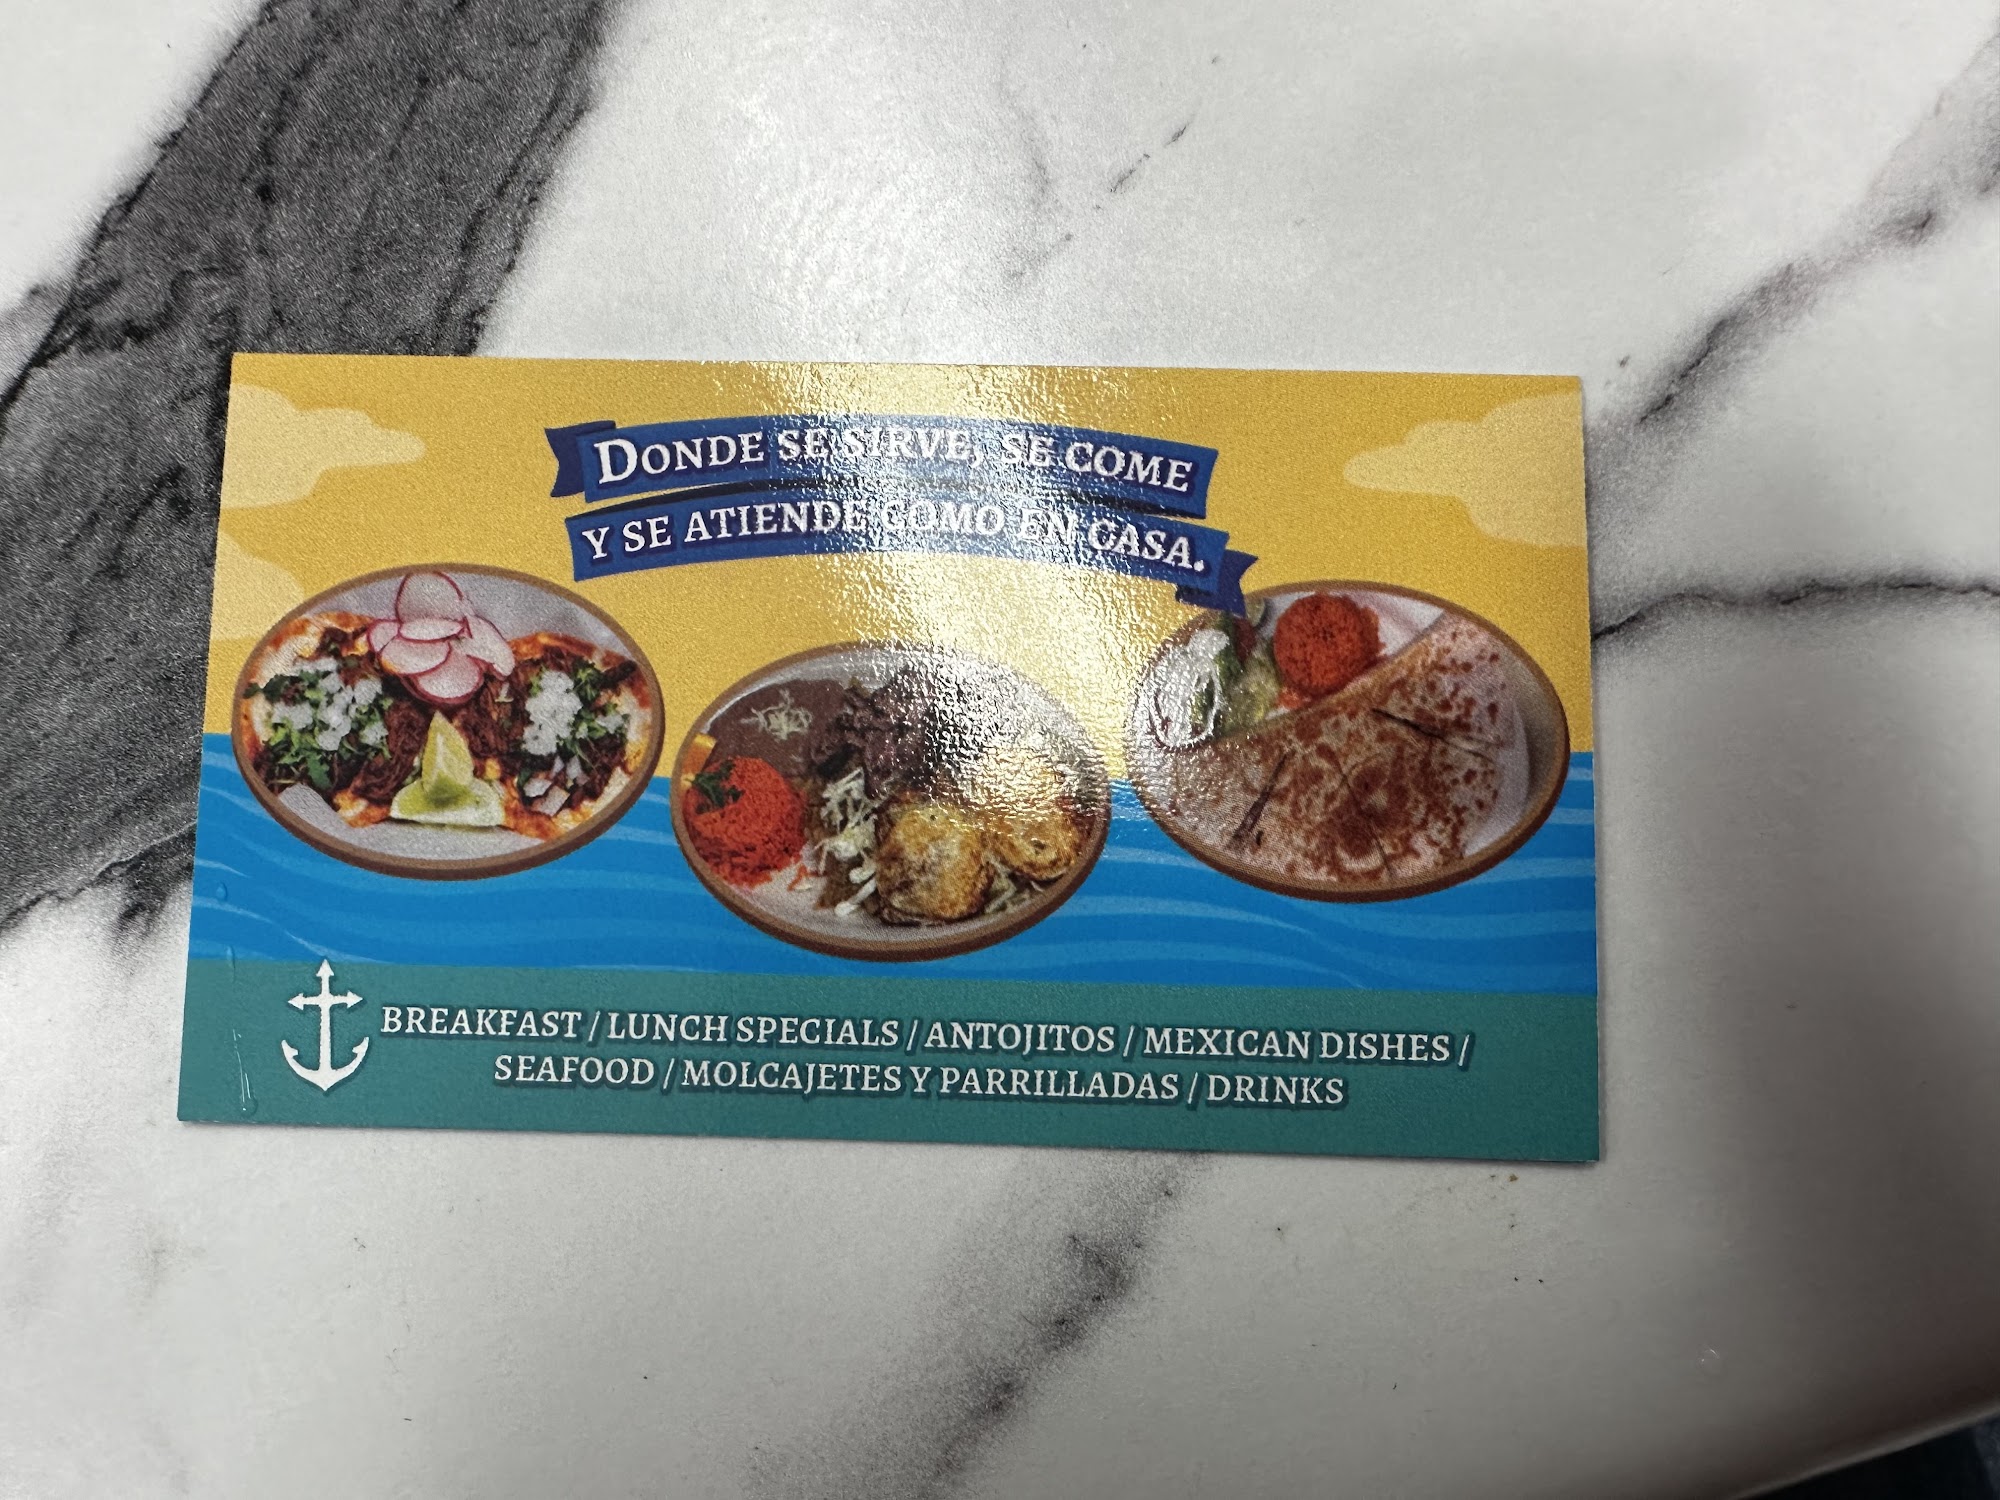 DONDE SE SIRVE, SE COME
Y SE ATIENDE COMO EN CASA.
BREAKFAST / LUNCH SPECIALS / ANTOJITOS / MEXICAN DISHES /
SEAFOOD / MOLCAJETES Y PARRILLADAS / DRINKS